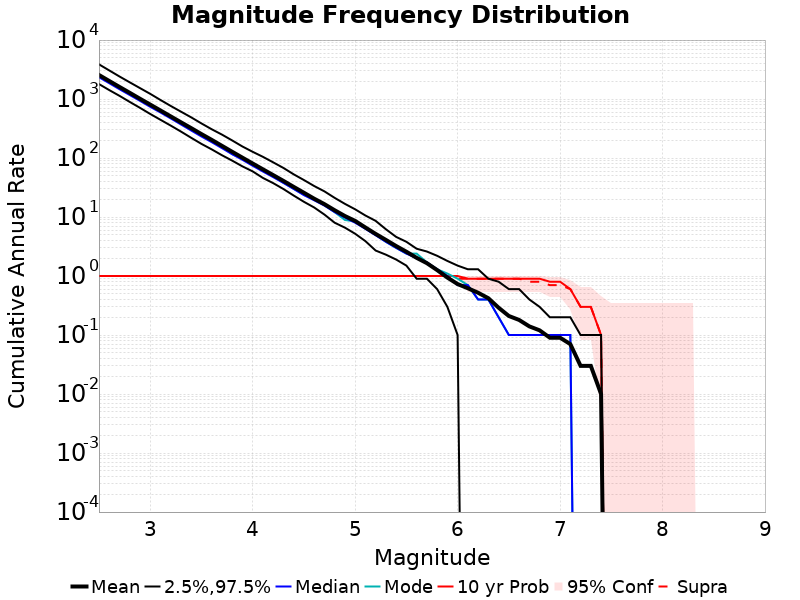 Magnitude Frequency Distribution
Cumulative Annual Rate
10^4
10^3
10^2
10^1
10^0
10^-1
10^-2
10^-3
10^-4
3 4 5 6 7 8 9
Magnitude
Mean 2.5%,97.5% Median Mode 10 yr Prob 95% Conf Supra